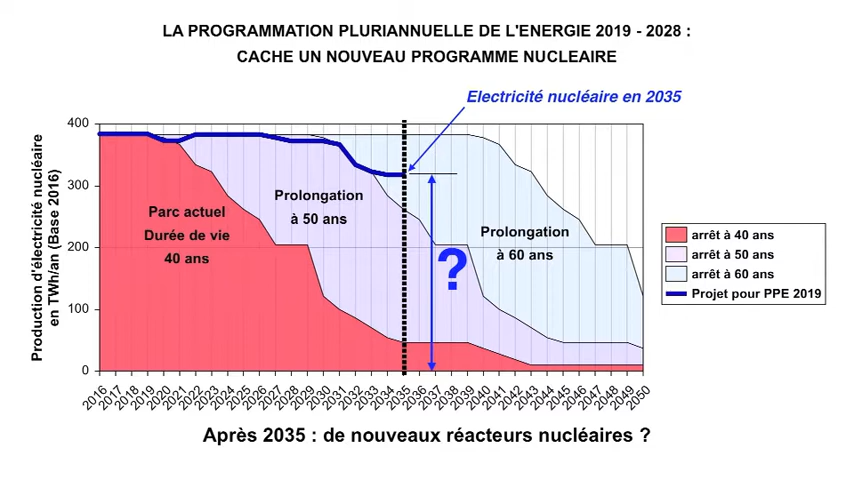 LA PROGRAMMATION PLURIANNUELLE DE L'ENERGIE 2019 - 2028 :
CACHE UN NOUVEAU PROGRAMME NUCLEAIRE
Electricité nucléaire en 2035
Production d'électricité nucléaire
en TWh/an (Base 2016)
400
300
200
100
0
Parc actuel
Durée de vie
40 ans
Prolongation
à 50 ans
Prolongation
à 60 ans
?
arrêt à 40 ans
arrêt à 50 ans
arrêt à 60 ans
Projet pour PPE 2019
2016 2017 2018 2019 2020 2021 2022 2023 2024 2025 2026 2027 2028 2029 2030 2031 2032 2033 2034 2035 2036 2037 2038 2039 2040 2041 2042 2043 2044 2045 2046 2047 2048 2049 2050
Après 2035 : de nouveaux réacteurs nucléaires ?